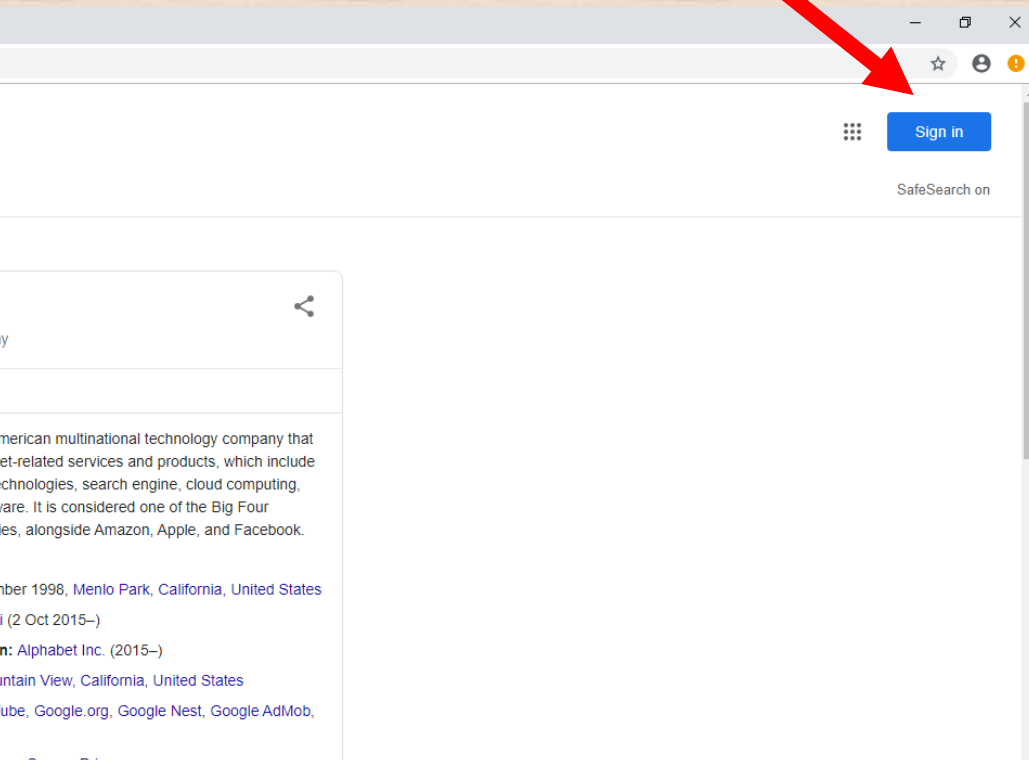 Sign in
SafeSearch on
merican multinational technology company that
et-related services and products, which include
echnologies, search engine, cloud computing,
ware. It is considered one of the Big Four
ies, alongside Amazon, Apple, and Facebook.
ber 1998, Menlo Park, California, United States
i (2 Oct 2015–)
n: Alphabet Inc. (2015–)
untain View, California, United States
ube, Google.org, Google Nest, Google AdMob,